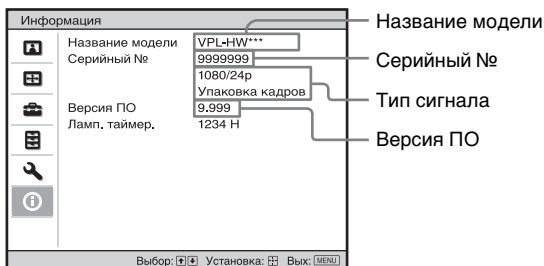 Информация
Название модели VPL-HW***
Серийный № 9999999
1080/24p
Упаковка кадров
Версия ПО 9.999
Ламп. таймер. 1234 H
Выбор: Установка: Вых: MENU
Название модели
Серийный №
Тип сигнала
Версия ПО